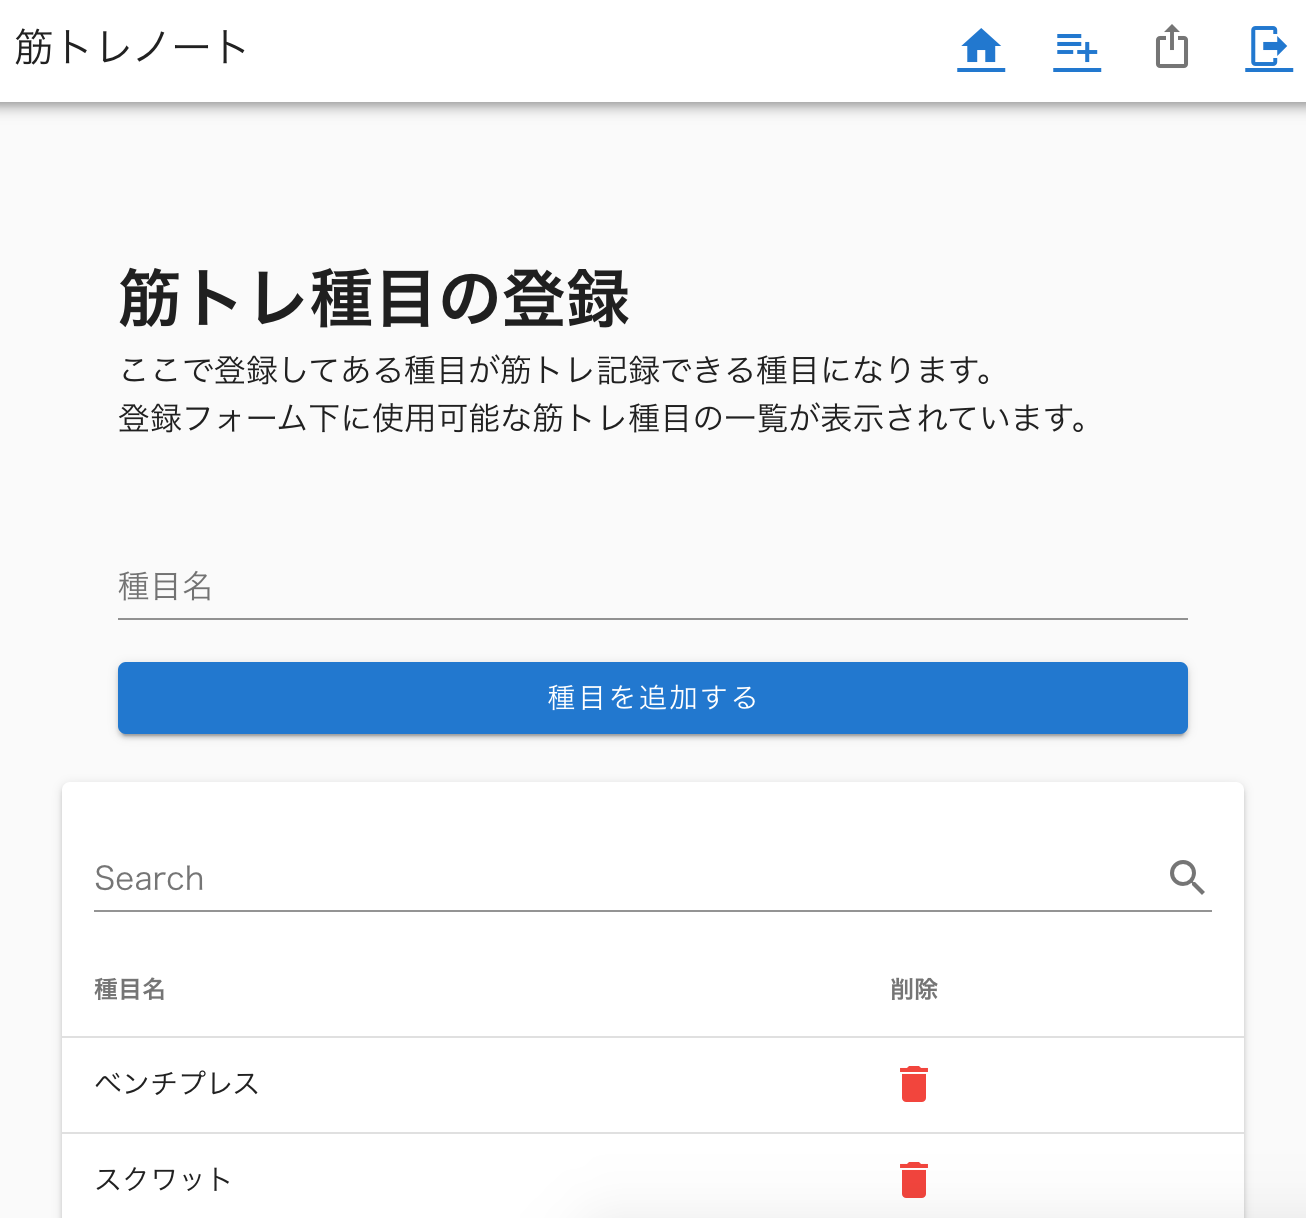 筋トレノート
筋トレ種目の登録
ここで登録してある種目が筋トレ記録できる種目になります。
登録フォーム下に使用可能な筋トレ種目の一覧が表示されています。
種目名
種目を追加する
Search
種目名 削除
ベンチプレス
スクワット